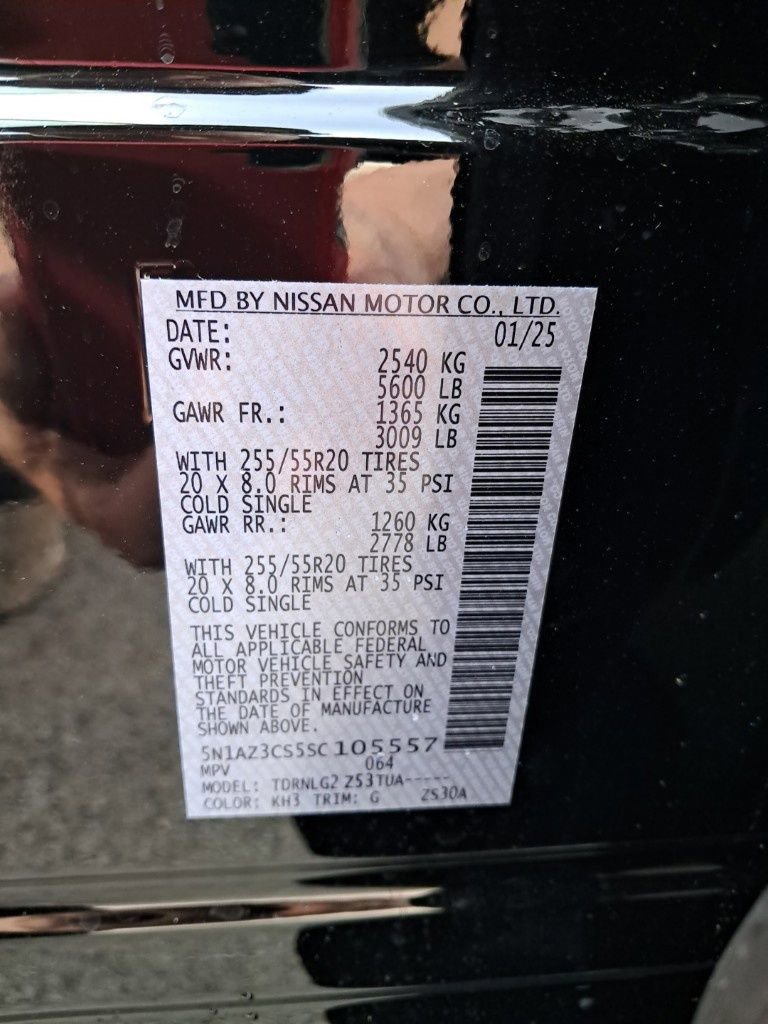 MFD BY NISSAN MOTOR CO., LTD.
DATE: 01/25
GVWR: 2540 KG
5600 LB
GAWR FR.: 1365 KG
3009 LB
WITH 255/55R20 TIRES
20 X 8.0 RIMS AT 35 PSI
COLD SINGLE
GAWR RR.: 1260 KG
2778 LB
WITH 255/55R20 TIRES
20 X 8.0 RIMS AT 35 PSI
COLD SINGLE
THIS VEHICLE CONFORMS TO
ALL APPLICABLE FEDERAL
MOTOR VEHICLE SAFETY AND
THEFT PREVENTION
STANDARDS IN EFFECT ON
THE DATE OF MANUFACTURE
SHOWN ABOVE.
5N1AZ3CS5SC105557
MPV 064
MODEL: TDRNLG2 Z53TUA-----
COLOR: KH3 TRIM: G ZS30A